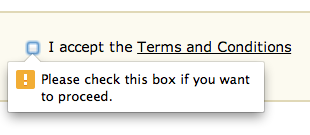 I accept the Terms and Conditions
! Please check this box if you want
to proceed.